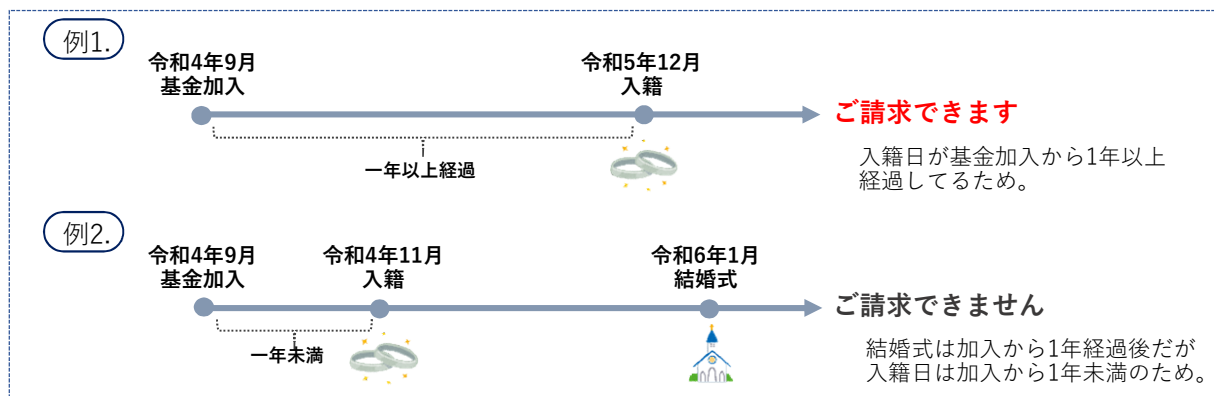 例1.
令和4年9月
基金加入
令和5年12月
入籍
一年以上経過
ご請求できます
入籍日が基金加入から1年以上
経過してるため。
例2.
令和4年9月
基金加入
令和4年11月
入籍
令和6年1月
結婚式
一年未満
ご請求できません
結婚式は加入から1年経過後だが
入籍日は加入から1年未満のため。